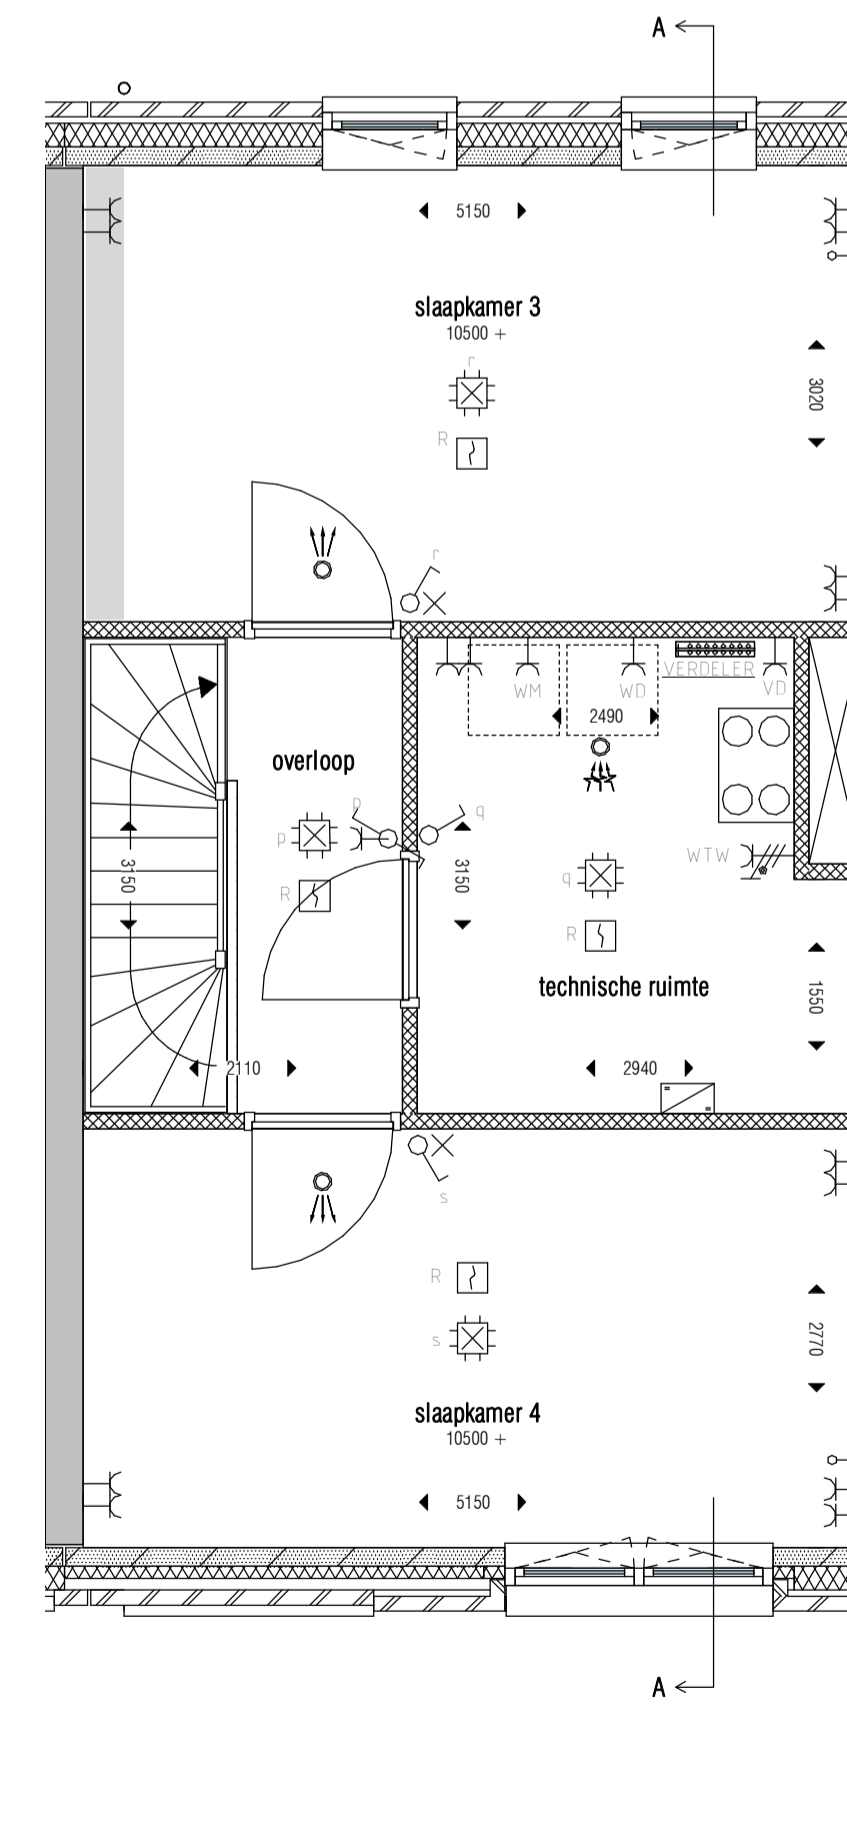 A
5150
slaapkamer 3
10500 +
r
3020
R
r
VERDELER
WM
WD
VD
2490
overloop
p
q
p
WTW
3150
3150
q
R
R
technische ruimte
1550
2110
2940
s
R
2770
s
slaapkamer 4
10500 +
5150
A